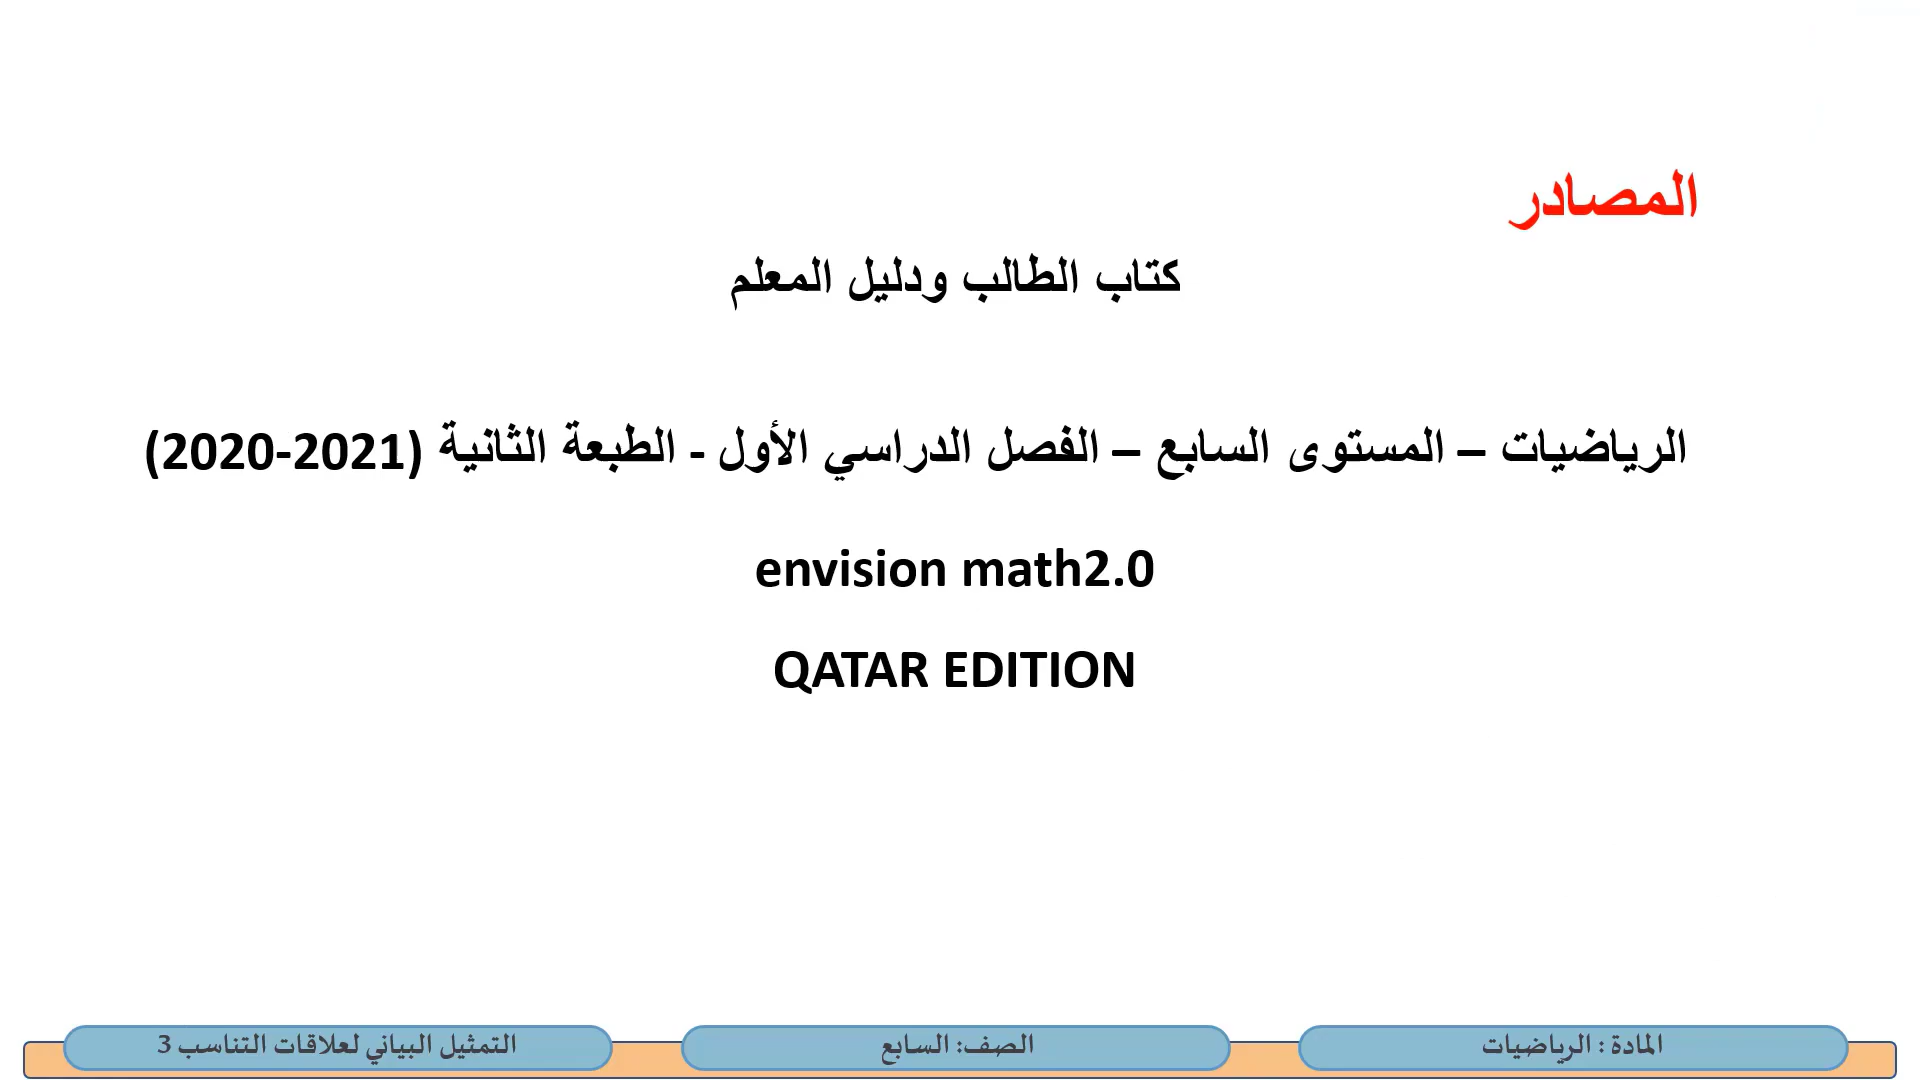 المصادر
كتاب الطالب ودليل المعلم
الرياضيات – المستوى السابع – الفصل الدراسي الأول - الطبعة الثانية (2021-2020)
envision math2.0
QATAR EDITION
المادة : الرياضيات
الصف: السابع
التمثيل البياني لعلاقات التناسب 3